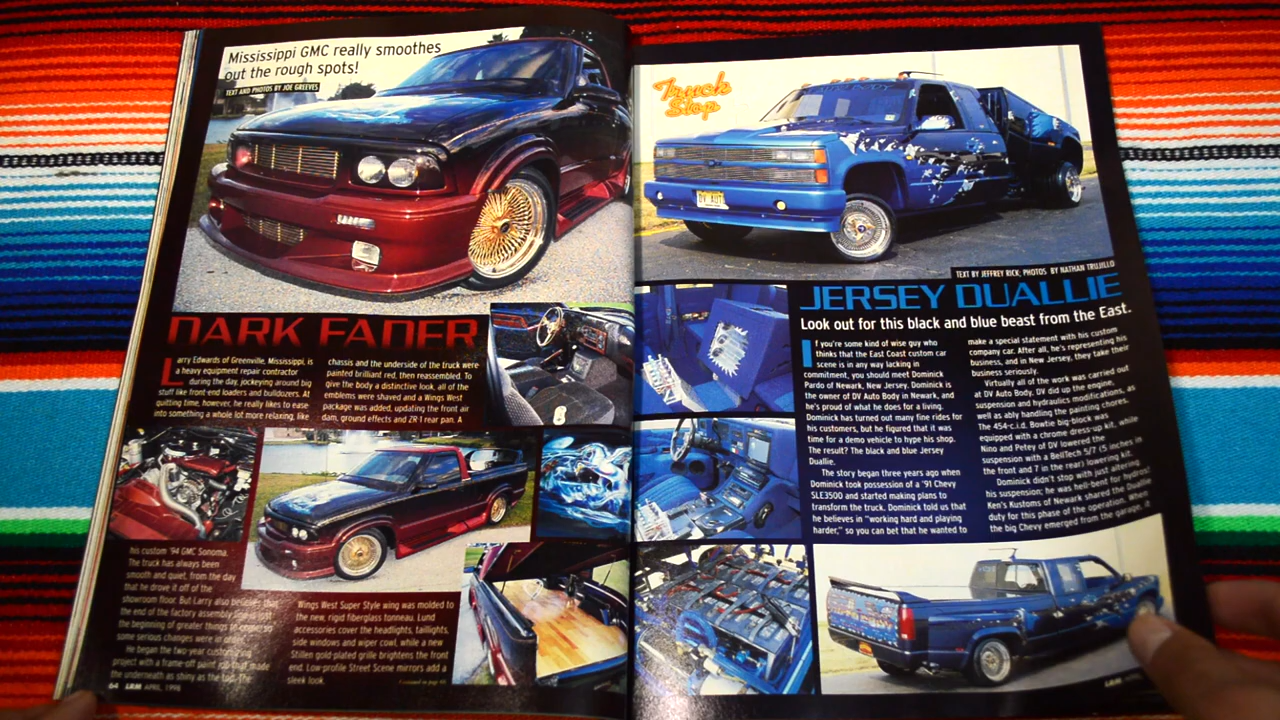 Mississippi GMC really smoothes
out the rough spots!
TEXT AND PHOTOS BY JOE GREEVES
DARK FADER
Larry Edwards of Greenville, Mississippi, is
a heavy equipment repair contractor
during the day, jockeying around big
stuff like front-end loaders and bulldozers. At
quitting time, however, he really likes to ease
into something a whole lot more relaxing, like
his custom '94 GMC Sonoma.
The truck has always been
smooth and quiet, from the day
that he drove it off of the
showroom floor. But Larry also believes that
the end of the factory assembly line is just
the beginning of greater things to come, so
some serious changes were in order.
He began the two-year customizing
project with a frame-off paint job that made
the underneath as shiny as the top. The
chassis and the underside of the truck were
painted brilliant red, then reassembled. To
give the body a distinctive look, all of the
emblems were shaved and a Wings West
package was added, updating the front air
dam, ground effects and ZR-1 rear pan. A
Wings West Super Style wing was molded to
the new, rigid fiberglass tonneau. Lund
accessories cover the headlights, taillights,
side windows and wiper cowl, while a new
Stillen gold-plated grille brightens the front
end. Low-profile Street Scene mirrors add a
sleek look.
64 LRM APRIL, 1998
Truck
Stop
DV AUTO
TEXT BY JEFFREY RICK; PHOTOS BY NATHAN TRUJILLO
JERSEY DUALLIE
Look out for this black and blue beast from the East.
If you're some kind of wise guy who
thinks that the East Coast custom car
scene is in any way lacking in
commitment, you should meet Dominick
Pardo of Newark, New Jersey. Dominick is
the owner of DV Auto Body in Newark, and
he's proud of what he does for a living.
Dominick has turned out many fine rides for
his customers, but he figured that it was
time for a demo vehicle to hype his shop.
The result? The black and blue Jersey
Duallie.
The story began three years ago when
Dominick took possession of a '91 Chevy
SLE3500 and started making plans to
transform the truck. Dominick told us that
he believes in "working hard and playing
harder," so you can bet that he wanted to
make a special statement with his custom
company car. After all, he's representing his
business, and in New Jersey, they take their
business seriously.
Virtually all of the work was carried out
at DV Auto Body. DV did up the engine,
suspension and hydraulics modifications, as
well as ably handling the painting chores.
The 454-c.i.d. Bowtie big-block was
equipped with a chrome dress-up kit, while
Nino and Petey of DV lowered the
suspension with a BellTech 5/7 (5 inches in
the front and 7 in the rear) lowering kit.
Dominick didn't stop with just altering
his suspension; he was hell-bent for hydros!
Ken's Kustoms of Newark shared the Duallie
duty for this phase of the operation. When
the big Chevy emerged from the garage, it
LRM